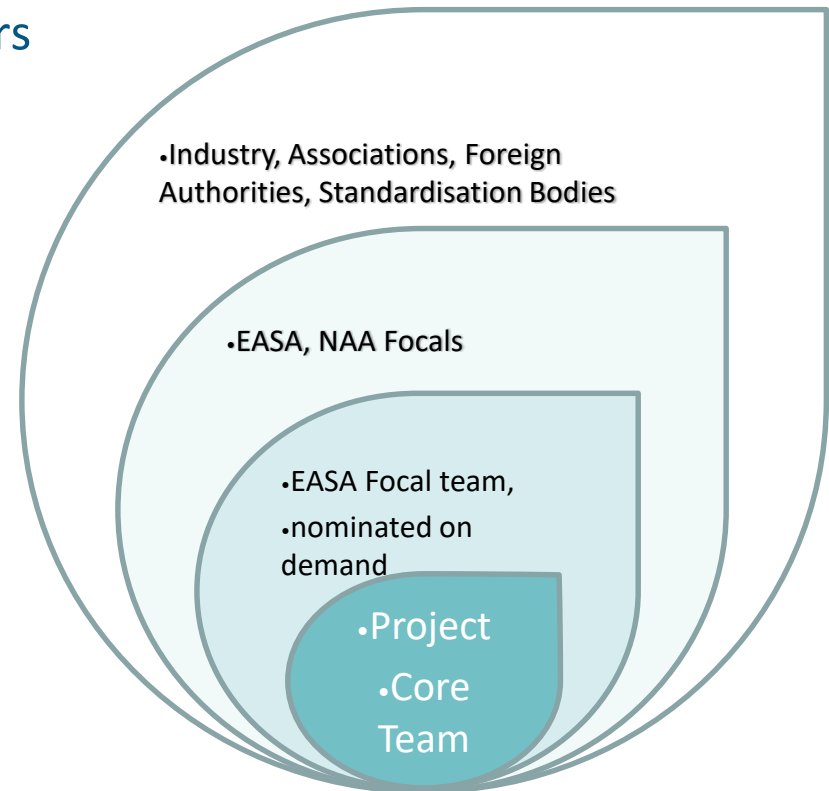 rs
•Industry, Associations, Foreign
Authorities, Standardisation Bodies
•EASA, NAA Focals
•EASA Focal team,
•nominated on
demand
•Project
•Core
Team